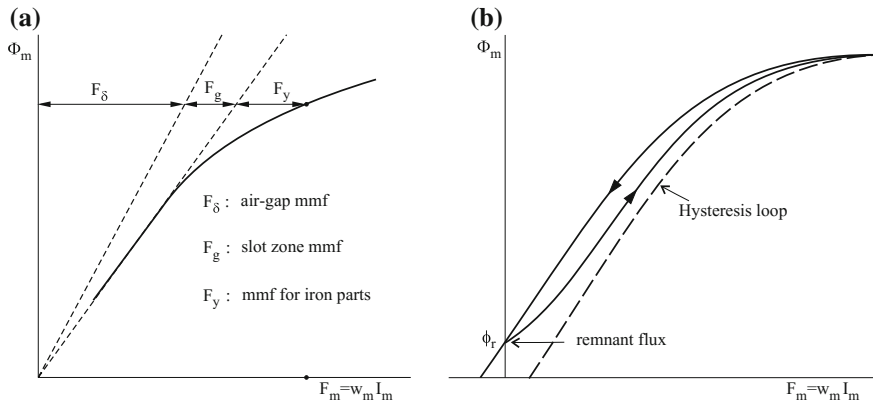 (a)
Φm
Fδ
Fg
Fy
Fδ : air-gap mmf
Fg : slot zone mmf
Fy : mmf for iron parts
Fm=wmIm
(b)
Φm
Hysteresis loop
ϕr
remnant flux
Fm=wmIm